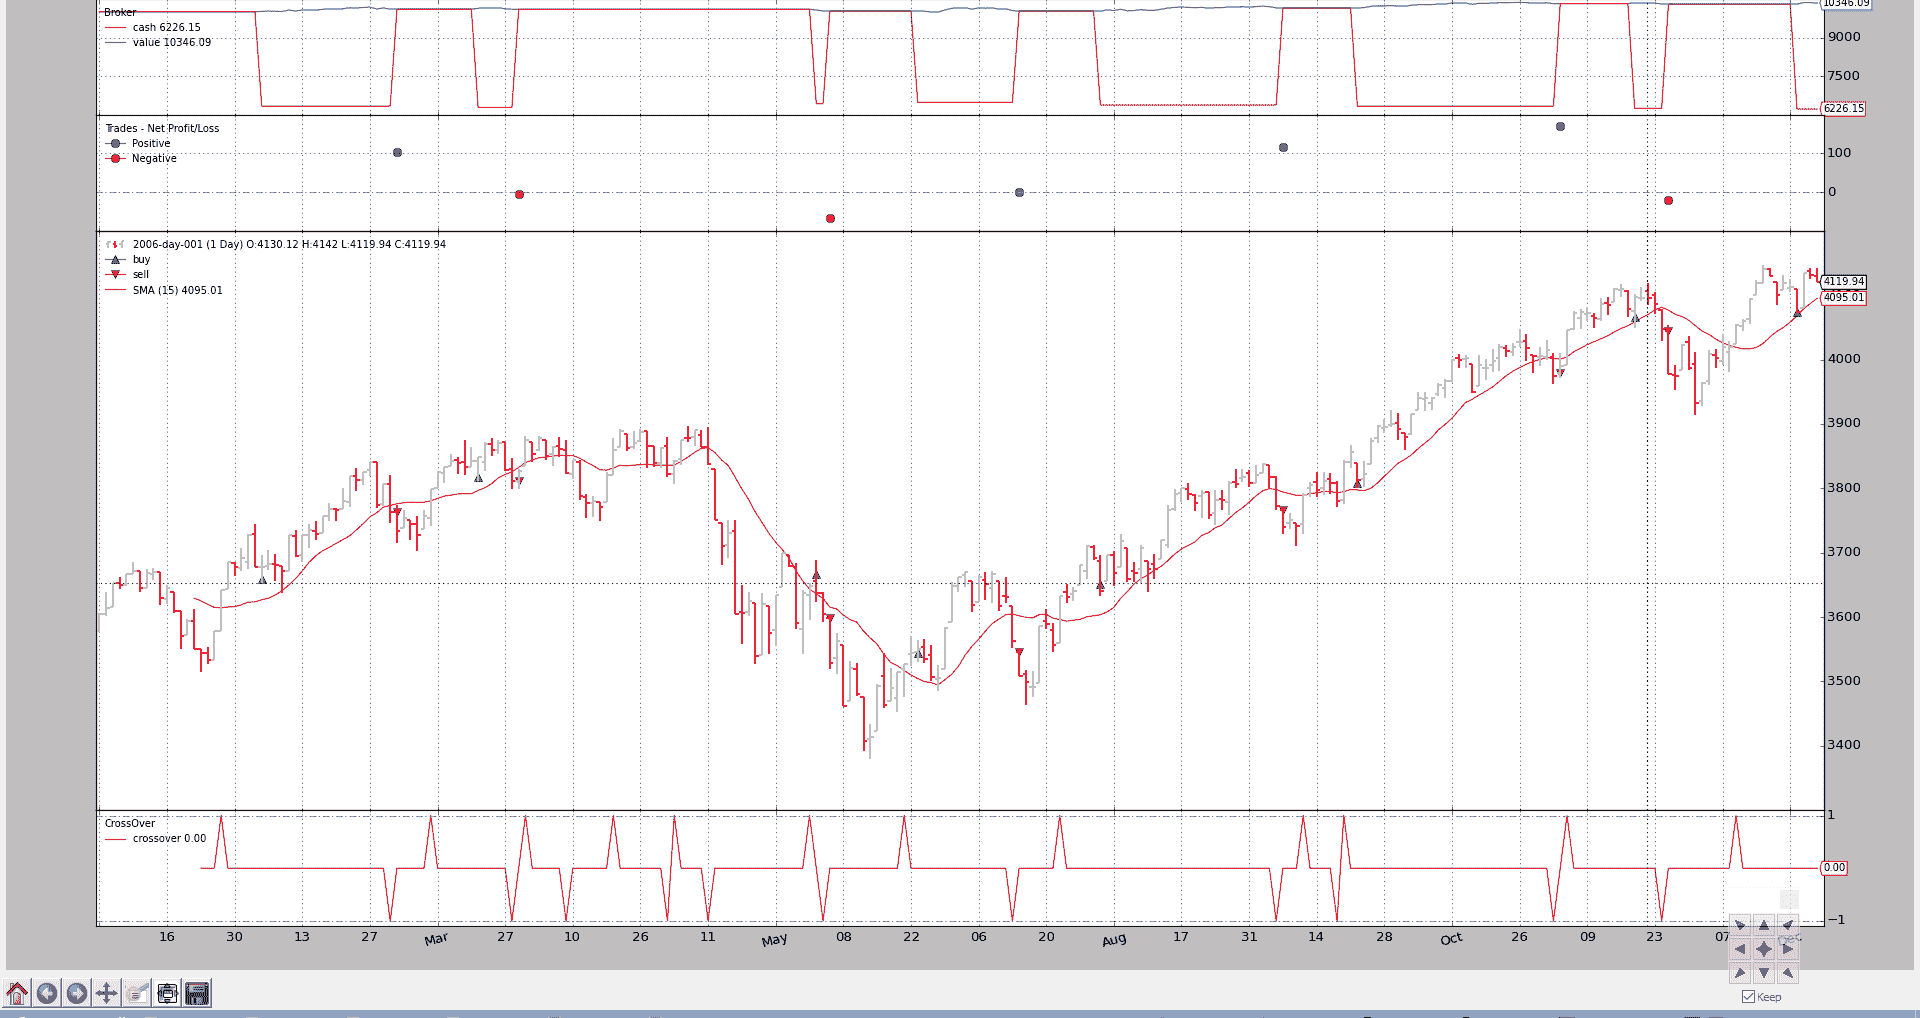 Broker
cash 6226.15
value 10346.09
10346.09
9000
7500
6226.15
Trades - Net Profit/Loss
Positive
Negative
100
0
2006-day-001 (1 Day) O:4130.12 H:4142 L:4119.94 C:4119.94
buy
sell
SMA (15) 4095.01
4119.94
4095.01
4000
3900
3800
3700
3600
3500
3400
CrossOver
crossover 0.00
1
0.00
−1
16 30 13 27 Mar 27 10 26 11 May 08 22 06 20 Aug 17 31 14 28 Oct 26 09 23 07 Dec
Keep